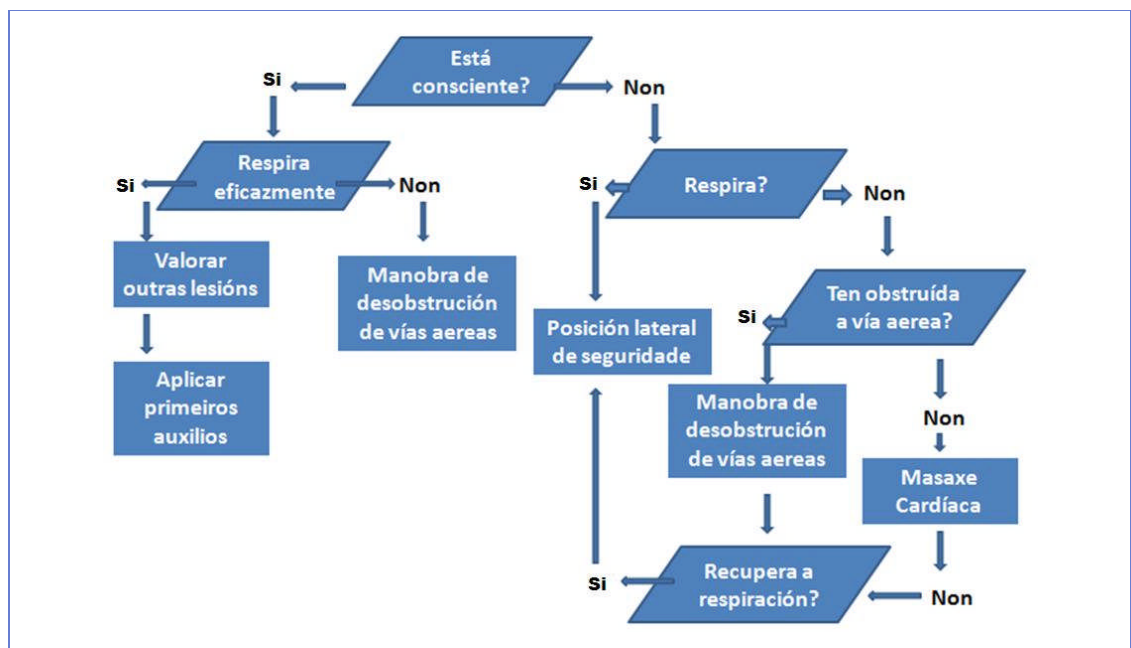 Está
consciente?
Si
Non
Respira
eficazmente
Si
Non
Respira?
Si
Non
Valorar
outras lesións
Manobra de
desobstrución
de vías aereas
Ten obstruída
a vía aerea?
Si
Posición lateral
de seguridade
Aplicar
primeiros
auxilios
Manobra de
desobstrución
de vías aereas
Non
Masaxe
Cardíaca
Recupera a
respiración?
Si
Non